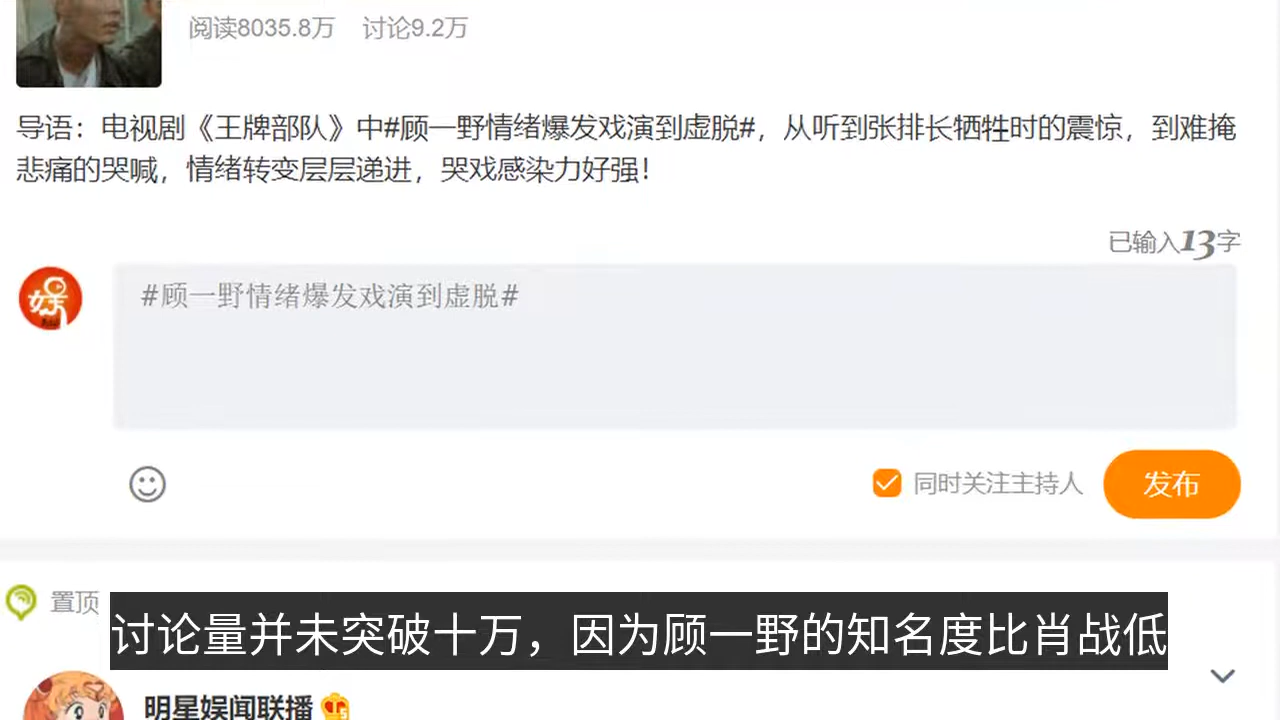 阅读8035.8万 讨论9.2万
导语：电视剧《王牌部队》中#顾一野情绪爆发戏演到虚脱#，从听到张排长牺牲时的震惊，到难掩
悲痛的哭喊，情绪转变层层递进，哭戏感染力好强！
已输入13字
娱
#顾一野情绪爆发戏演到虚脱#
同时关注主持人 发布
置顶
讨论量并未突破十万，因为顾一野的知名度比肖战低
明星娱闻联播